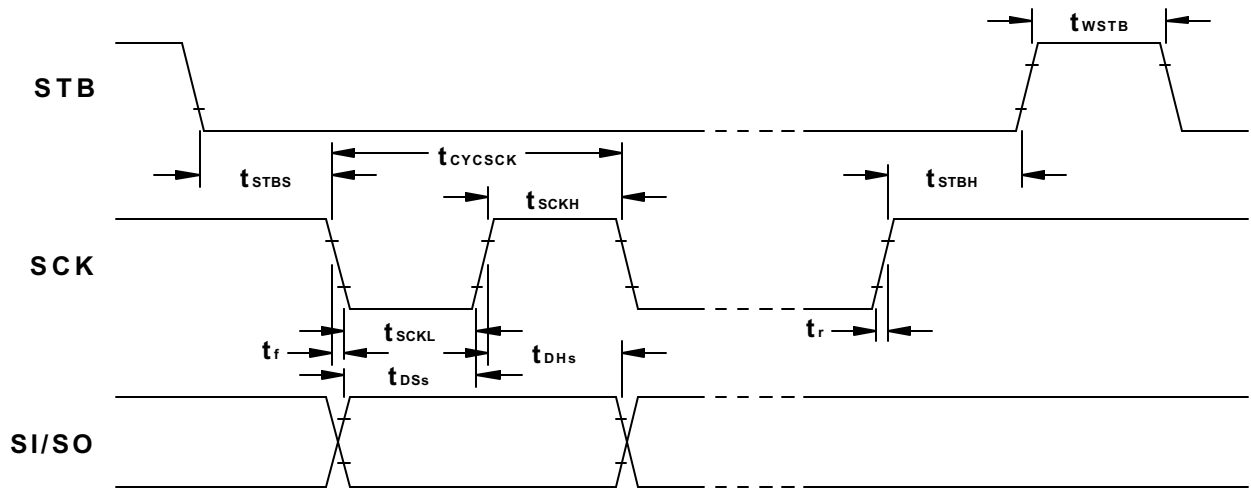 tWSTB
STB
tCYCSCK
tSTBS
tSTBH
tSCKH
SCK
tSCKL
tr
tf
tDHs
tDSs
SI/SO